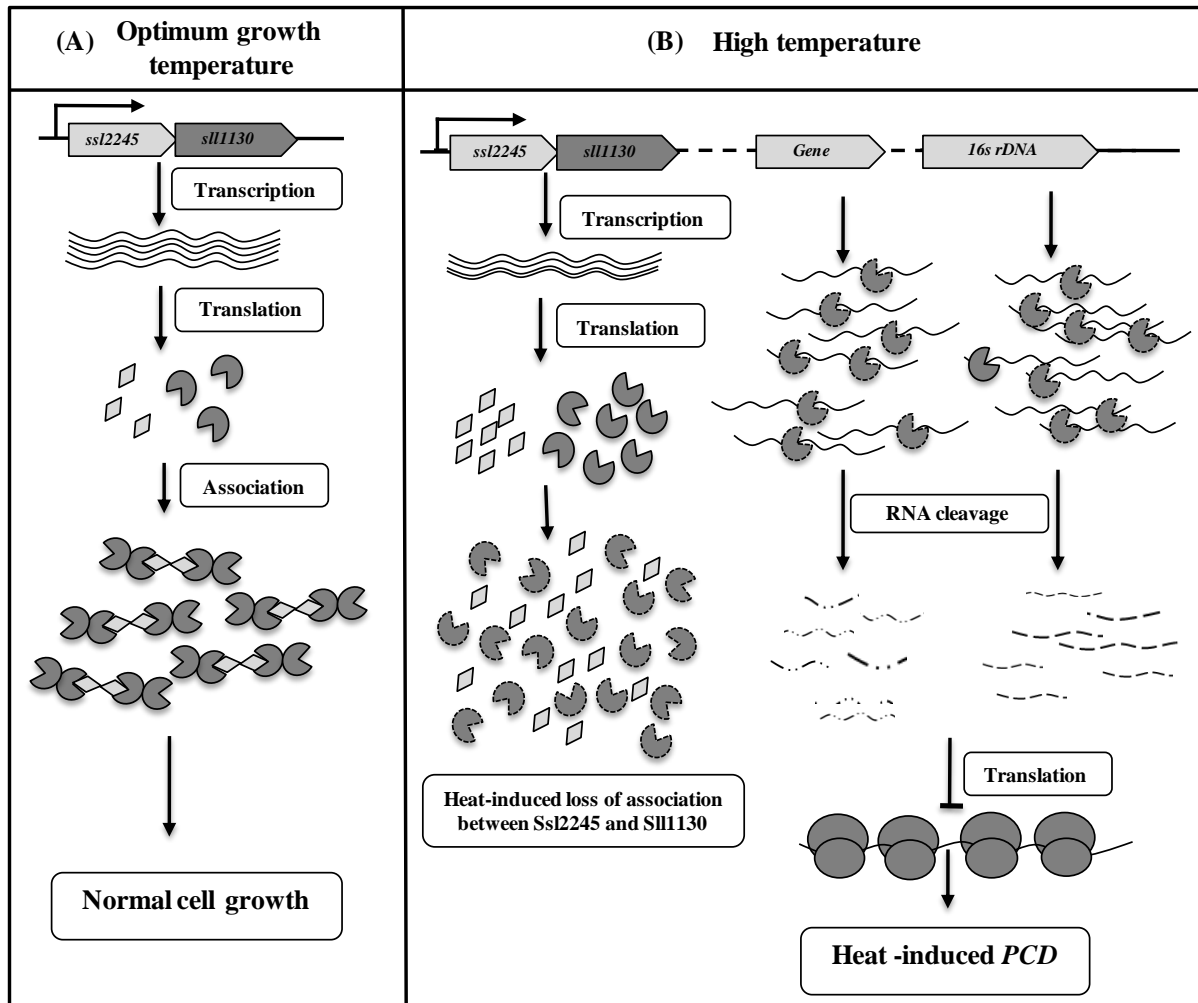 (A) Optimum growth
temperature
ssl2245 sll1130
Transcription
Translation
Association
Normal cell growth
(B) High temperature
ssl2245 sll1130 Gene 16s rDNA
Transcription
Translation
Heat-induced loss of association
between Ssl2245 and Sll1130
RNA cleavage
Translation
Heat -induced PCD